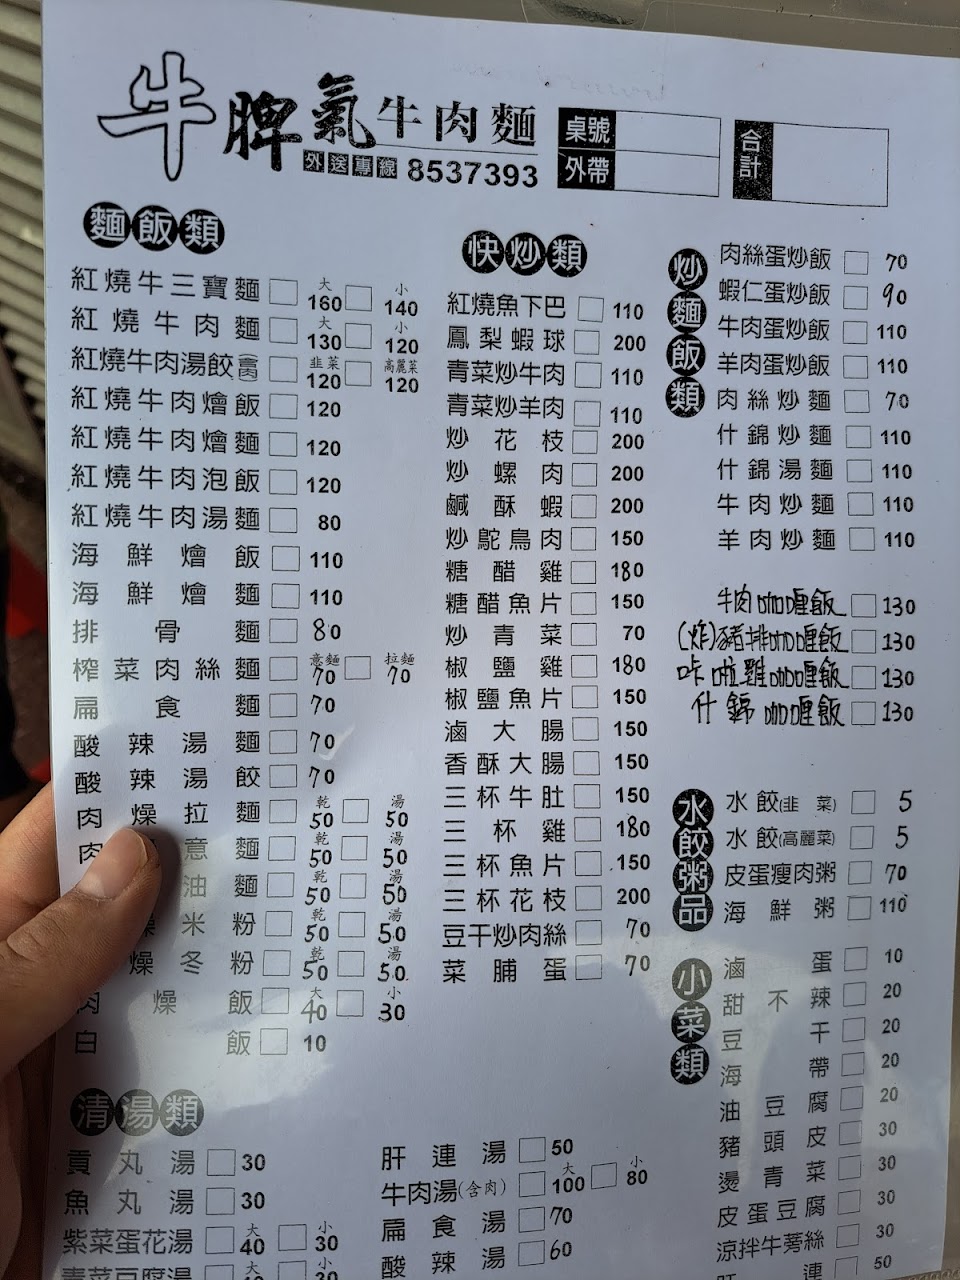 牛脾氣牛肉麵
外送專線 8537393
桌號
外帶
合計
麵飯類
紅燒牛三寶麵 大 160 小 140
紅燒牛肉麵 大 130 小 120
紅燒牛肉湯餃 韭菜 120 高麗菜 120
紅燒牛肉燴飯 120
紅燒牛肉燴麵 120
紅燒牛肉泡飯 120
紅燒牛肉湯麵 80
海鮮燴飯 110
海鮮燴麵 110
排骨麵 80
榨菜肉絲麵 意麵 70 拉麵 70
扁食麵 70
酸辣湯麵 70
酸辣湯餃 70
肉燥拉麵 乾 50 湯 50
肉 意麵 乾 50 湯 50
油麵 乾 50 湯 50
燥米粉 乾 50 湯 50
燥冬粉 乾 50 湯 50
肉燥飯 大 40 小 30
白飯 10
快炒類
紅燒魚下巴 110
鳳梨蝦球 200
青菜炒牛肉 110
青菜炒羊肉 110
炒花枝 200
炒螺肉 200
鹹酥蝦 200
炒鴕鳥肉 150
糖醋雞 180
糖醋魚片 150
炒青菜 70
椒鹽雞 180
椒鹽魚片 150
滷大腸 150
香酥大腸 150
三杯牛肚 150
三杯雞 180
三杯魚片 150
三杯花枝 200
豆干炒肉絲 70
菜脯蛋 70
炒麵飯類
肉絲蛋炒飯 70
蝦仁蛋炒飯 90
牛肉蛋炒飯 110
羊肉蛋炒飯 110
肉絲炒麵 70
什錦炒麵 110
什錦湯麵 110
牛肉炒麵 110
羊肉炒麵 110
牛肉咖喱飯 130
(炸)豬排咖喱飯 130
咔啦雞咖喱飯 130
什錦咖喱飯 130
水餃粥品
水餃(韭菜) 5
水餃(高麗菜) 5
皮蛋瘦肉粥 70
海鮮粥 110
小菜類
滷蛋 10
甜不辣 20
豆干 20
海帶 20
油豆腐 20
豬頭皮 30
燙青菜 30
皮蛋豆腐 30
涼拌牛蒡絲 30
肝連 50
清湯類
貢丸湯 30
魚丸湯 30
紫菜蛋花湯 大 40 小 30
青菜豆腐湯 大 小 30
肝連湯 50
牛肉湯(含肉) 大 100 小 80
扁食湯 70
酸辣湯 60